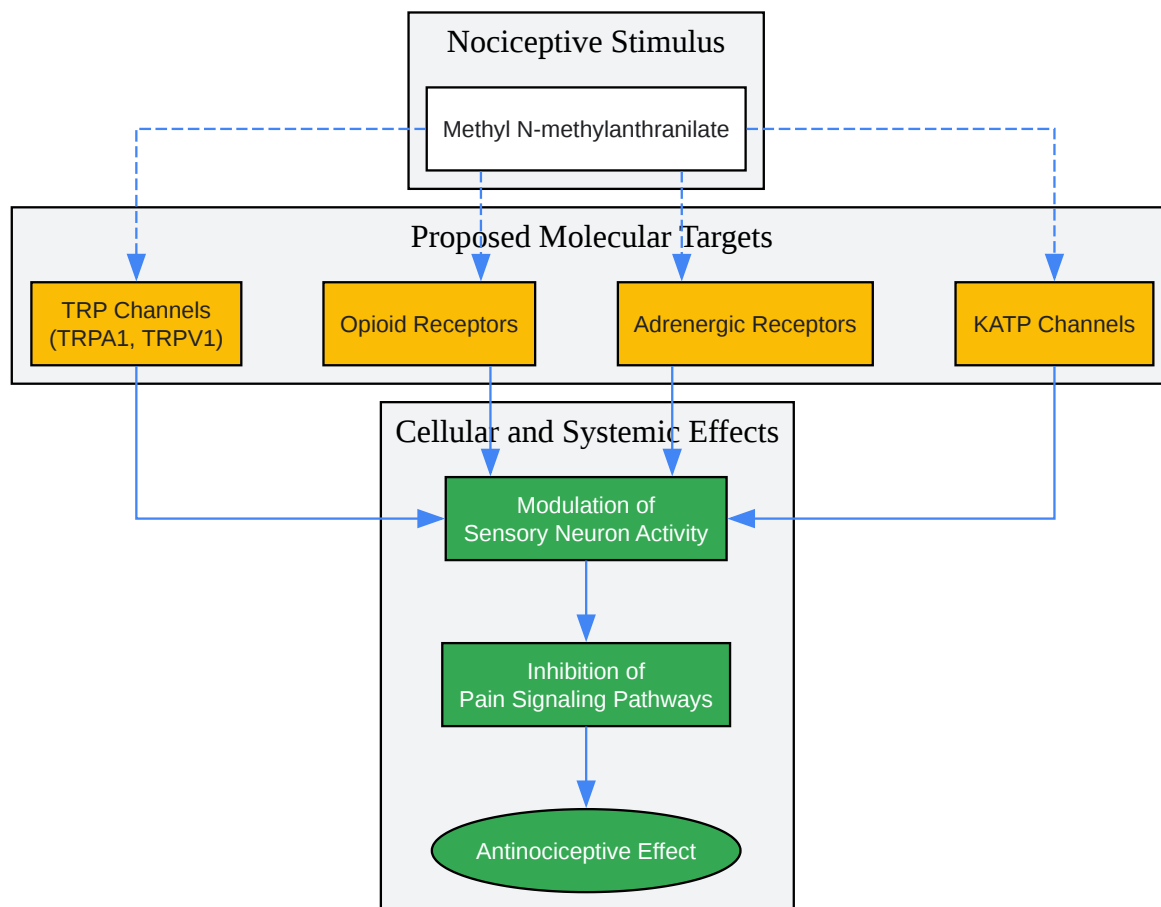 Nociceptive Stimulus
Methyl N-methylanthranilate
Proposed Molecular Targets
TRP Channels
(TRPA1, TRPV1)
Opioid Receptors
Adrenergic Receptors
KATP Channels
Cellular and Systemic Effects
Modulation of
Sensory Neuron Activity
Inhibition of
Pain Signaling Pathways
Antinociceptive Effect